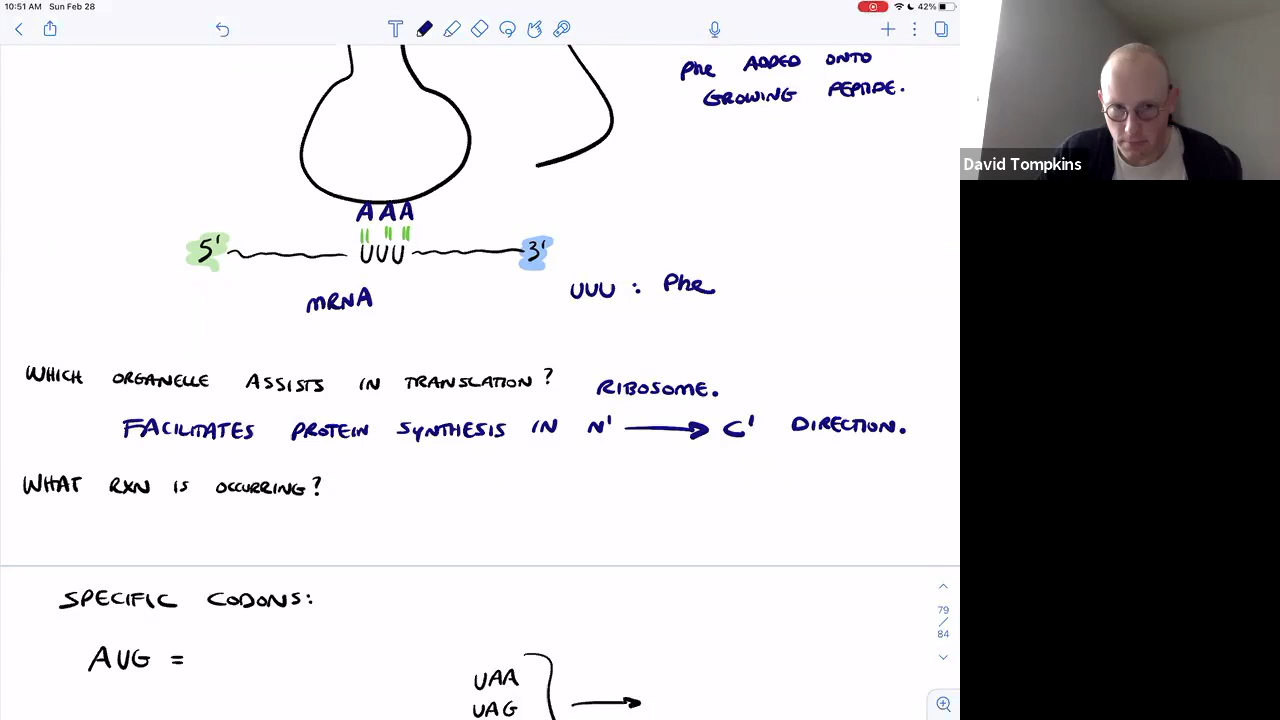 10:51 AM Sun Feb 28
42%
Phe ADDED ONTO
GROWING PEPTIDE.
David Tompkins
AAA
5' UUU 3'
mRNA
UUU : Phe
WHICH ORGANELLE ASSISTS IN TRANSLATION? RIBOSOME.
FACILITATES PROTEIN SYNTHESIS IN N' → C' DIRECTION.
WHAT RXN IS OCCURRING?
SPECIFIC CODONS:
79
/
84
AUG =
UAA
UAG